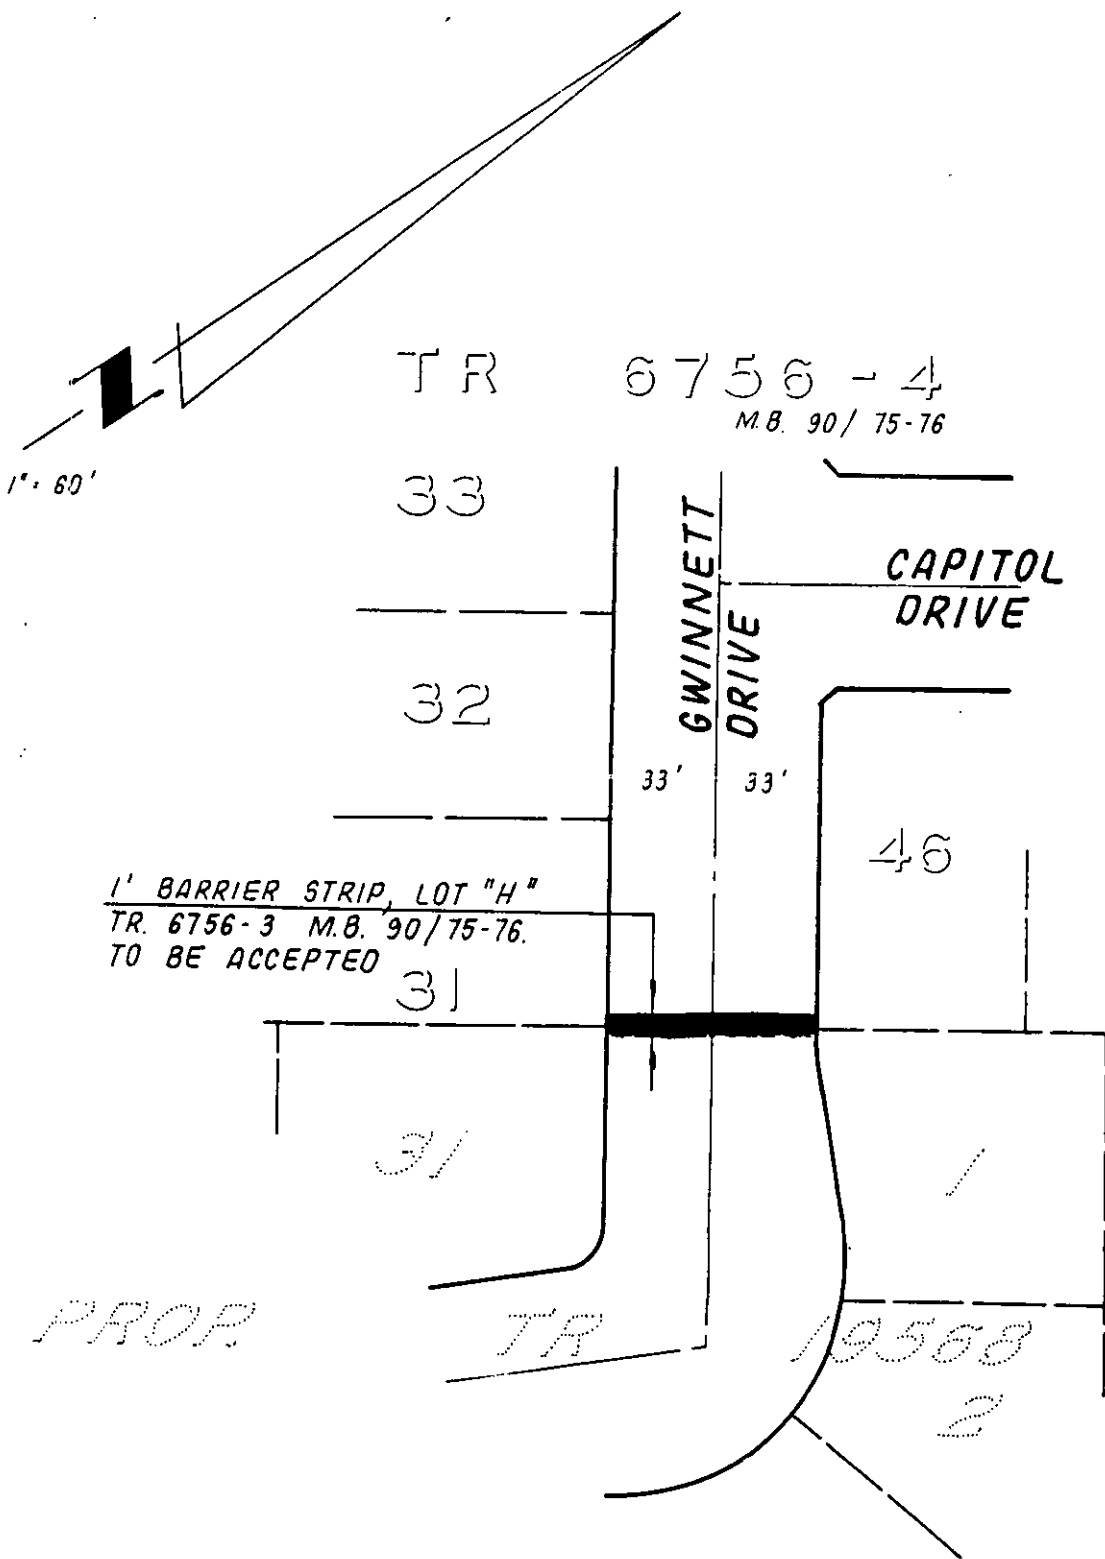 TR 6756-4
M.B. 90/ 75-76
1"= 60'
33
GWINNETT
DRIVE
CAPITOL
DRIVE
32
33' 33'
46
1' BARRIER STRIP, LOT "H"
TR. 6756-3 M.B. 90/75-76.
TO BE ACCEPTED
31
31
1
PROP. TR 19568
2